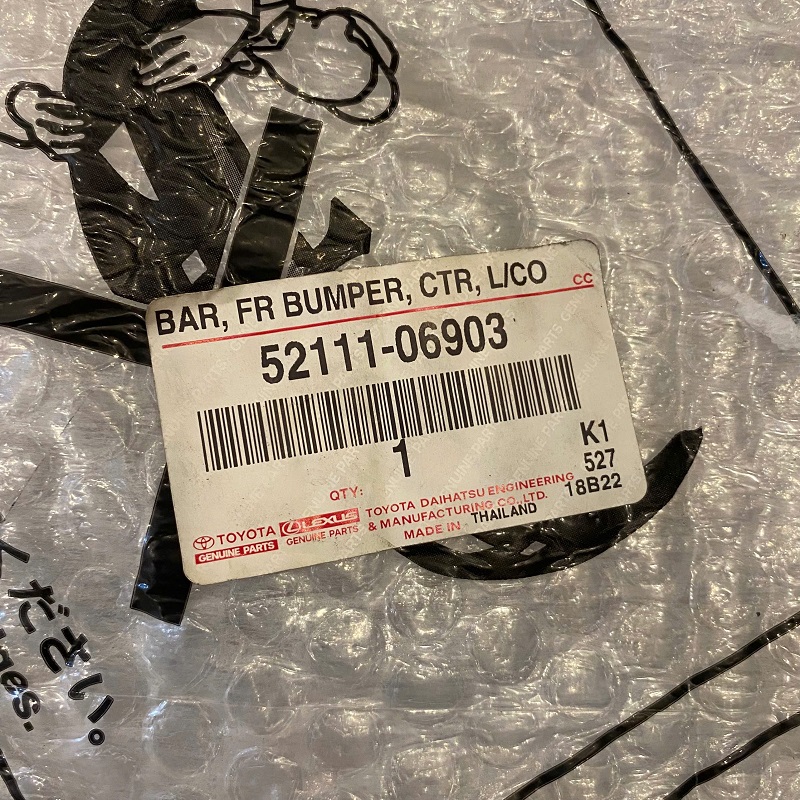 BAR, FR BUMPER, CTR, L/CO
CC
52111-06903
1
K1
527
18B22
QTY:
TOYOTA
GENUINE PARTS
LEXUS
GENUINE PARTS
TOYOTA DAIHATSU ENGINEERING
& MANUFACTURING CO.,LTD.
MADE IN THAILAND
ください。